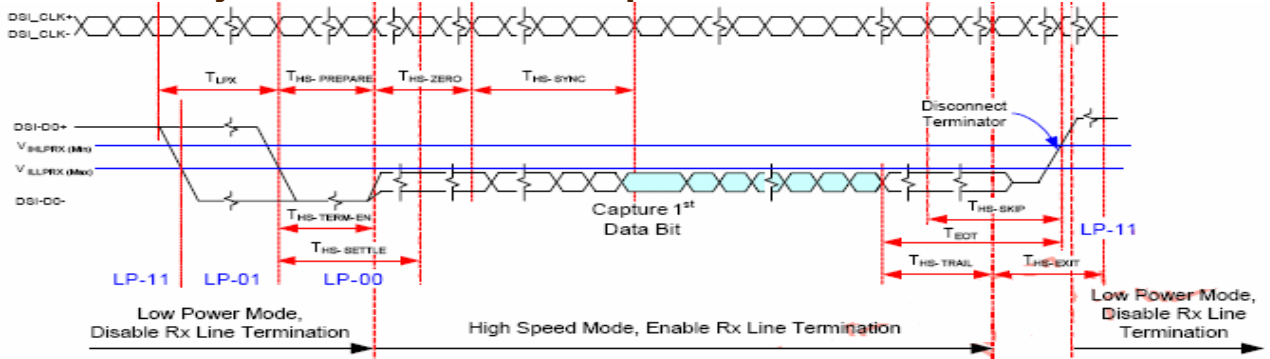 DSI_CLK+
DSI_CLK-
TLPX
THS-PREPARE
THS-ZERO
THS-SYNC
Disconnect
Terminator
DSI-D0+
VIHLPRX (Min)
VILLPRX (Max)
DSI-D0-
THS-TERM-EN
THS-SETTLE
Capture 1st
Data Bit
THS-SKIP
TEOT
THS-TRAIL
THS-EXIT
LP-11
LP-11
LP-01
LP-00
Low Power Mode,
Disable Rx Line Termination
High Speed Mode, Enable Rx Line Termination
Low Power Mode,
Disable Rx Line
Termination